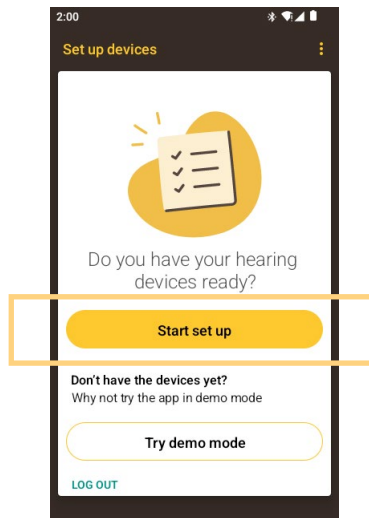 2:00
Set up devices
Do you have your hearing
devices ready?
Start set up
Don't have the devices yet?
Why not try the app in demo mode
Try demo mode
LOG OUT